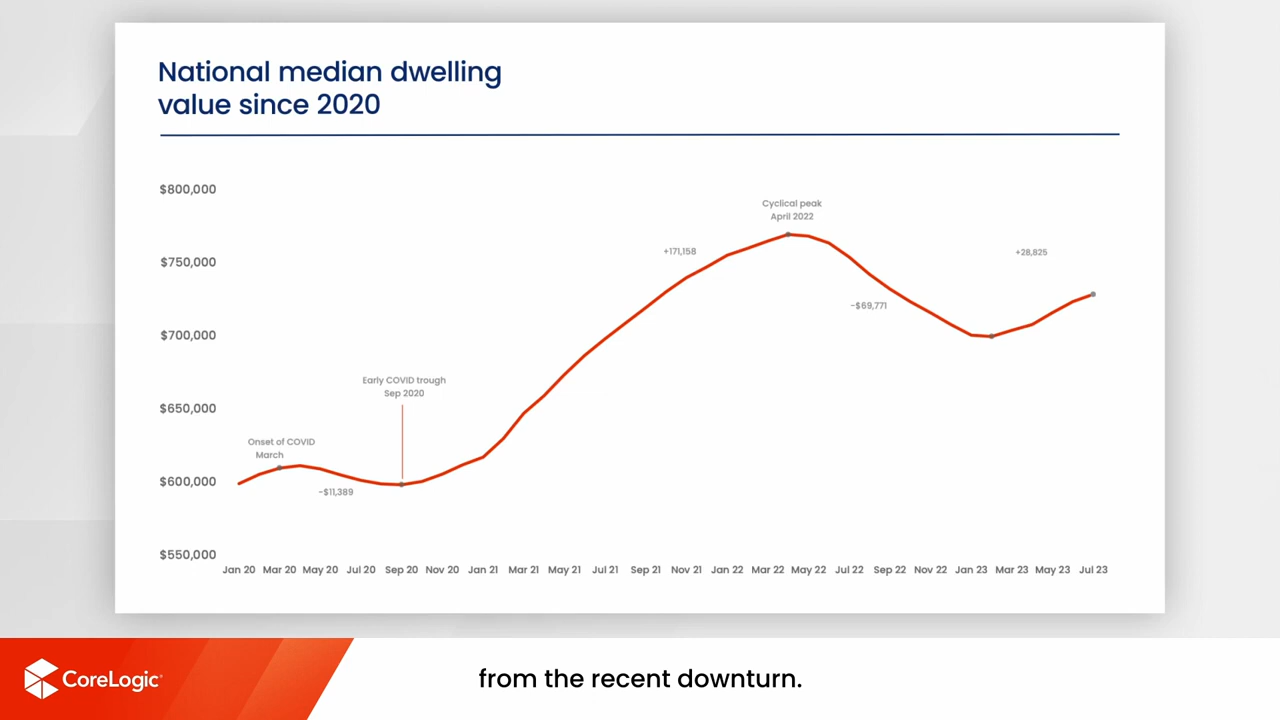 National median dwelling
value since 2020
$800,000
$750,000
$700,000
$650,000
$600,000
$550,000
Cyclical peak
April 2022
+171,158
+28,825
-$69,771
Early COVID trough
Sep 2020
Onset of COVID
March
-$11,389
Jan 20 Mar 20 May 20 Jul 20 Sep 20 Nov 20 Jan 21 Mar 21 May 21 Jul 21 Sep 21 Nov 21 Jan 22 Mar 22 May 22 Jul 22 Sep 22 Nov 22 Jan 23 Mar 23 May 23 Jul 23
CoreLogic
from the recent downturn.